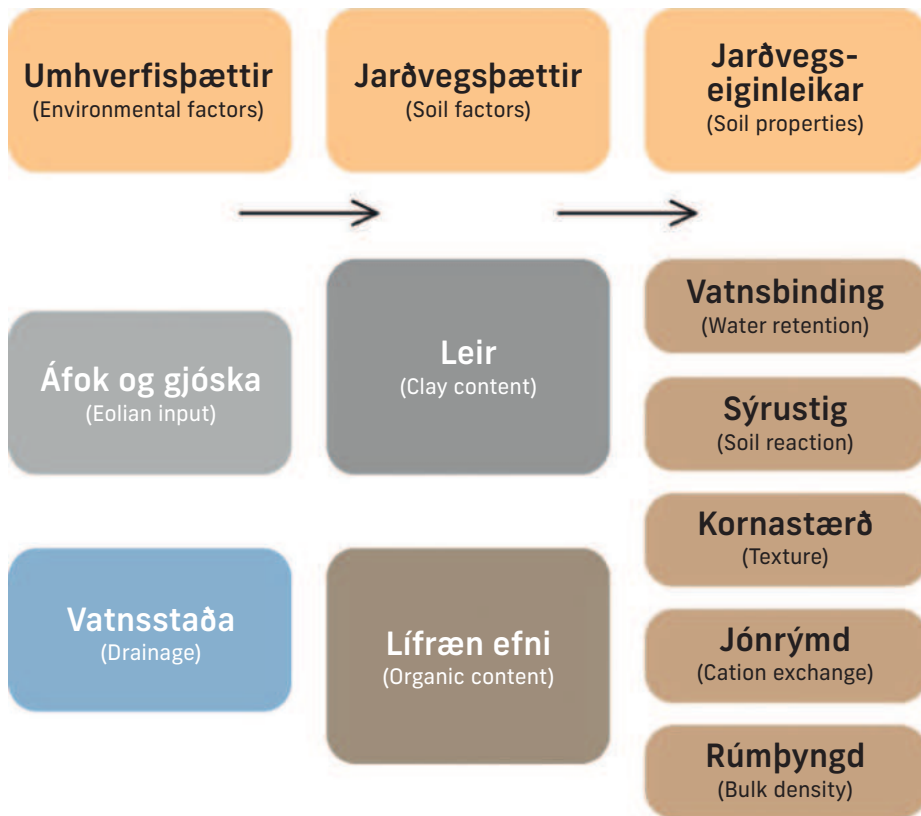 Umhverfisþættir
(Environmental factors)
Jarðvegsþættir
(Soil factors)
Jarðvegs-
eiginleikar
(Soil properties)
Áfok og gjóska
(Eolian input)
Vatnsstaða
(Drainage)
Leir
(Clay content)
Lífræn efni
(Organic content)
Vatnsbinding
(Water retention)
Sýrustig
(Soil reaction)
Kornastærð
(Texture)
Jónrýmd
(Cation exchange)
Rúmþyngd
(Bulk density)